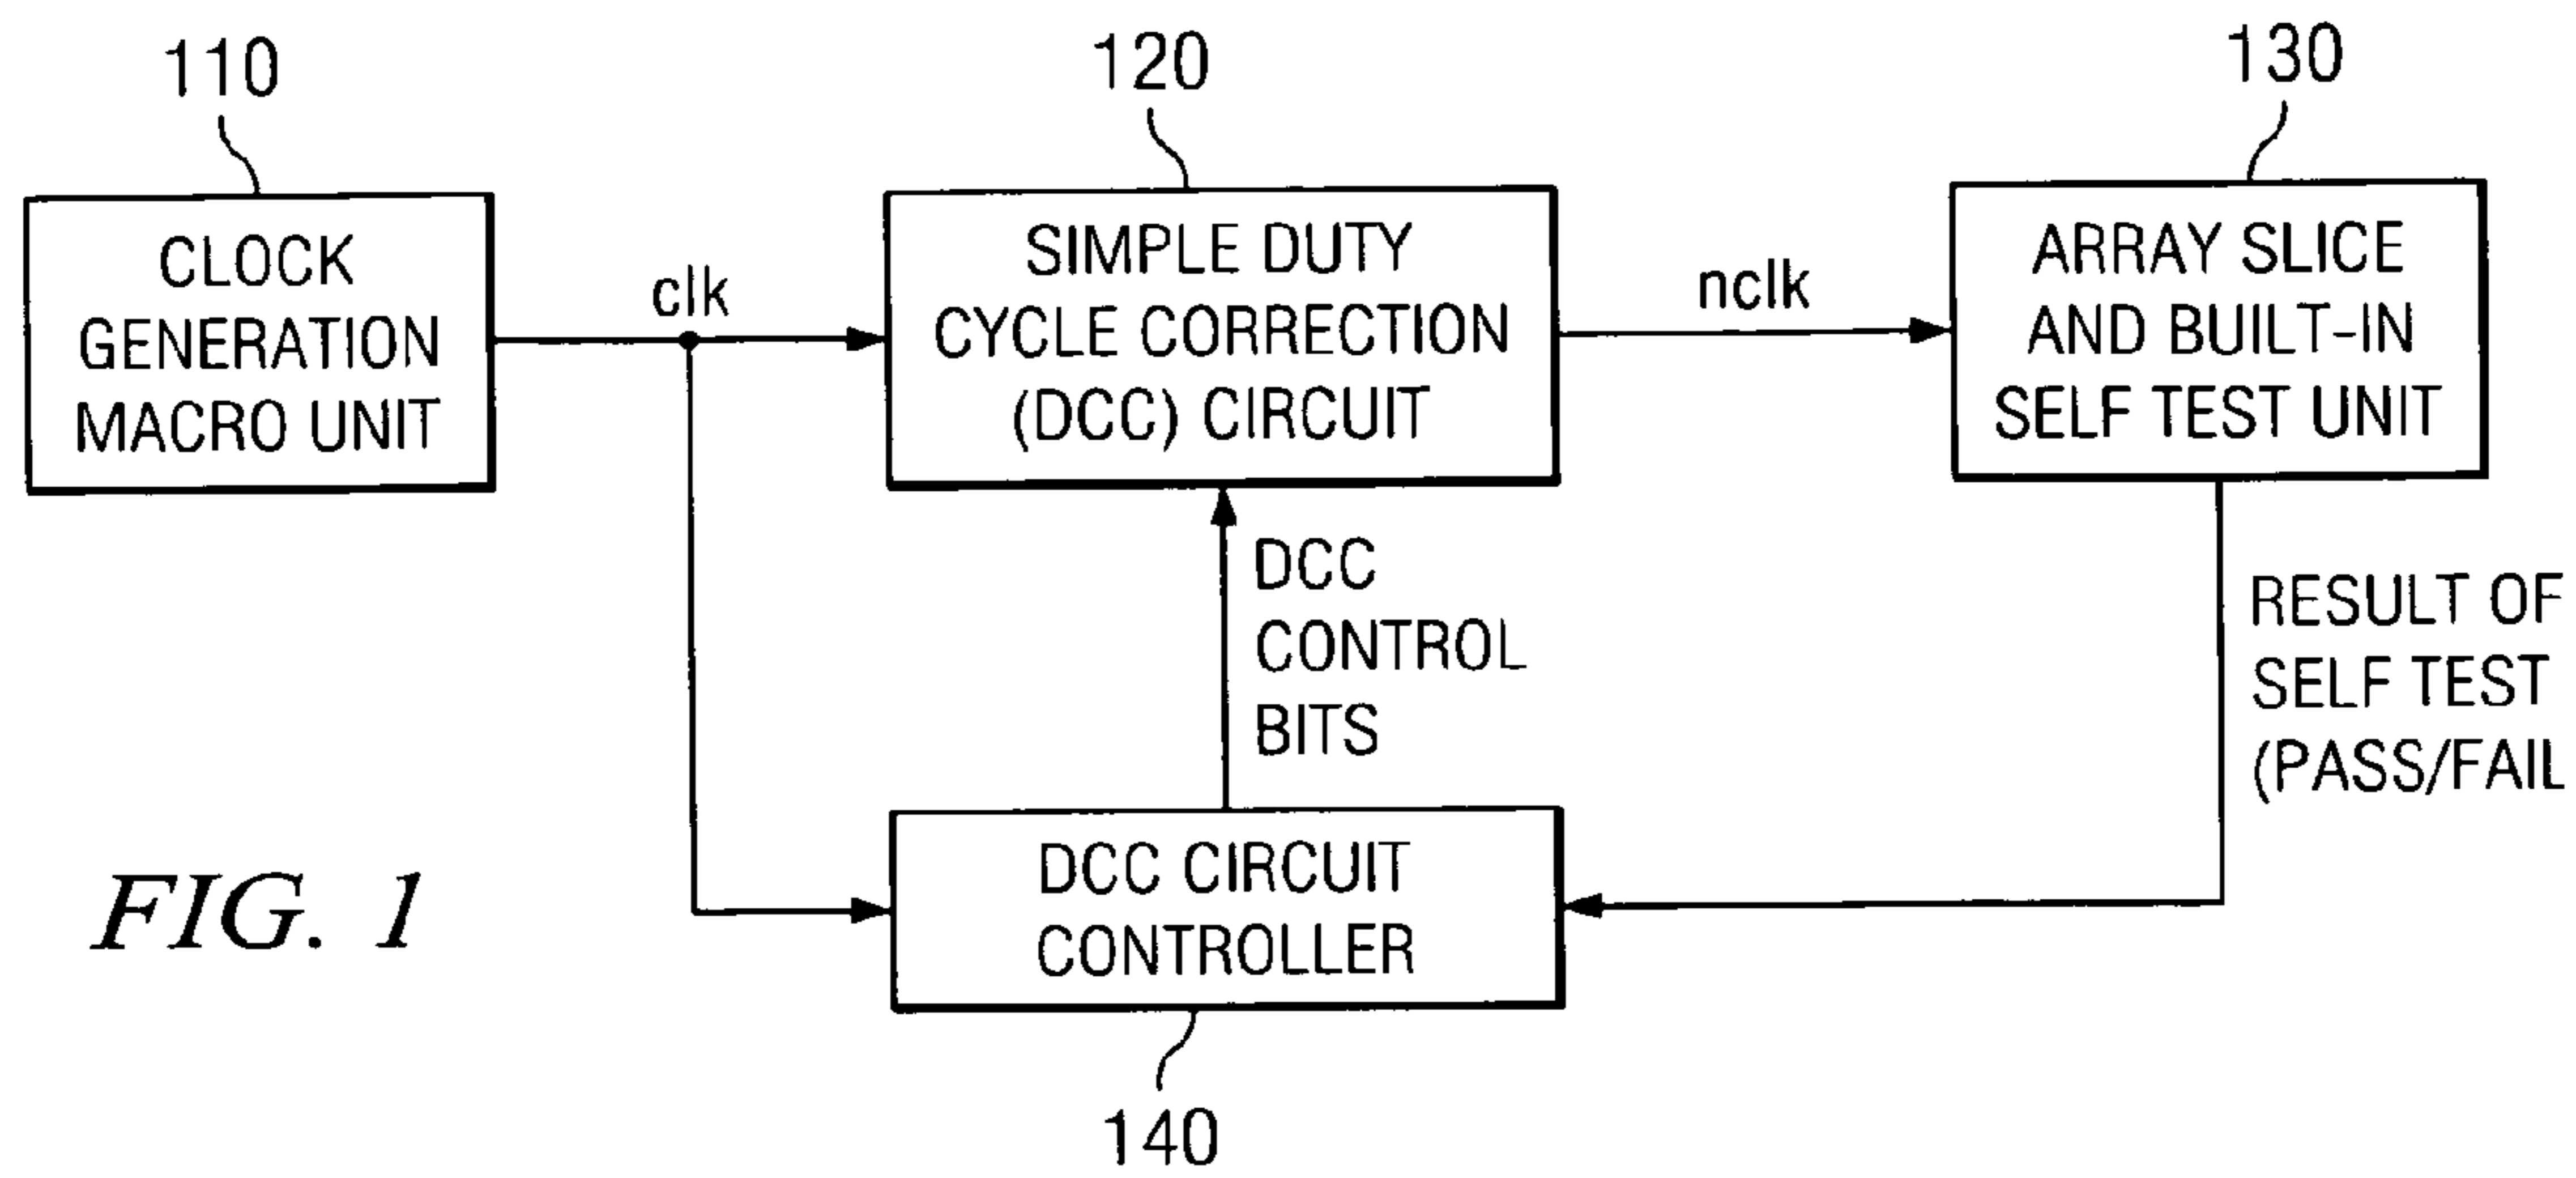 110
120
130
CLOCK
GENERATION
MACRO UNIT
clk
SIMPLE DUTY
CYCLE CORRECTION
(DCC) CIRCUIT
nclk
ARRAY SLICE
AND BUILT-IN
SELF TEST UNIT
DCC
CONTROL
BITS
RESULT OF
SELF TEST
(PASS/FAIL
DCC CIRCUIT
CONTROLLER
140
FIG. 1